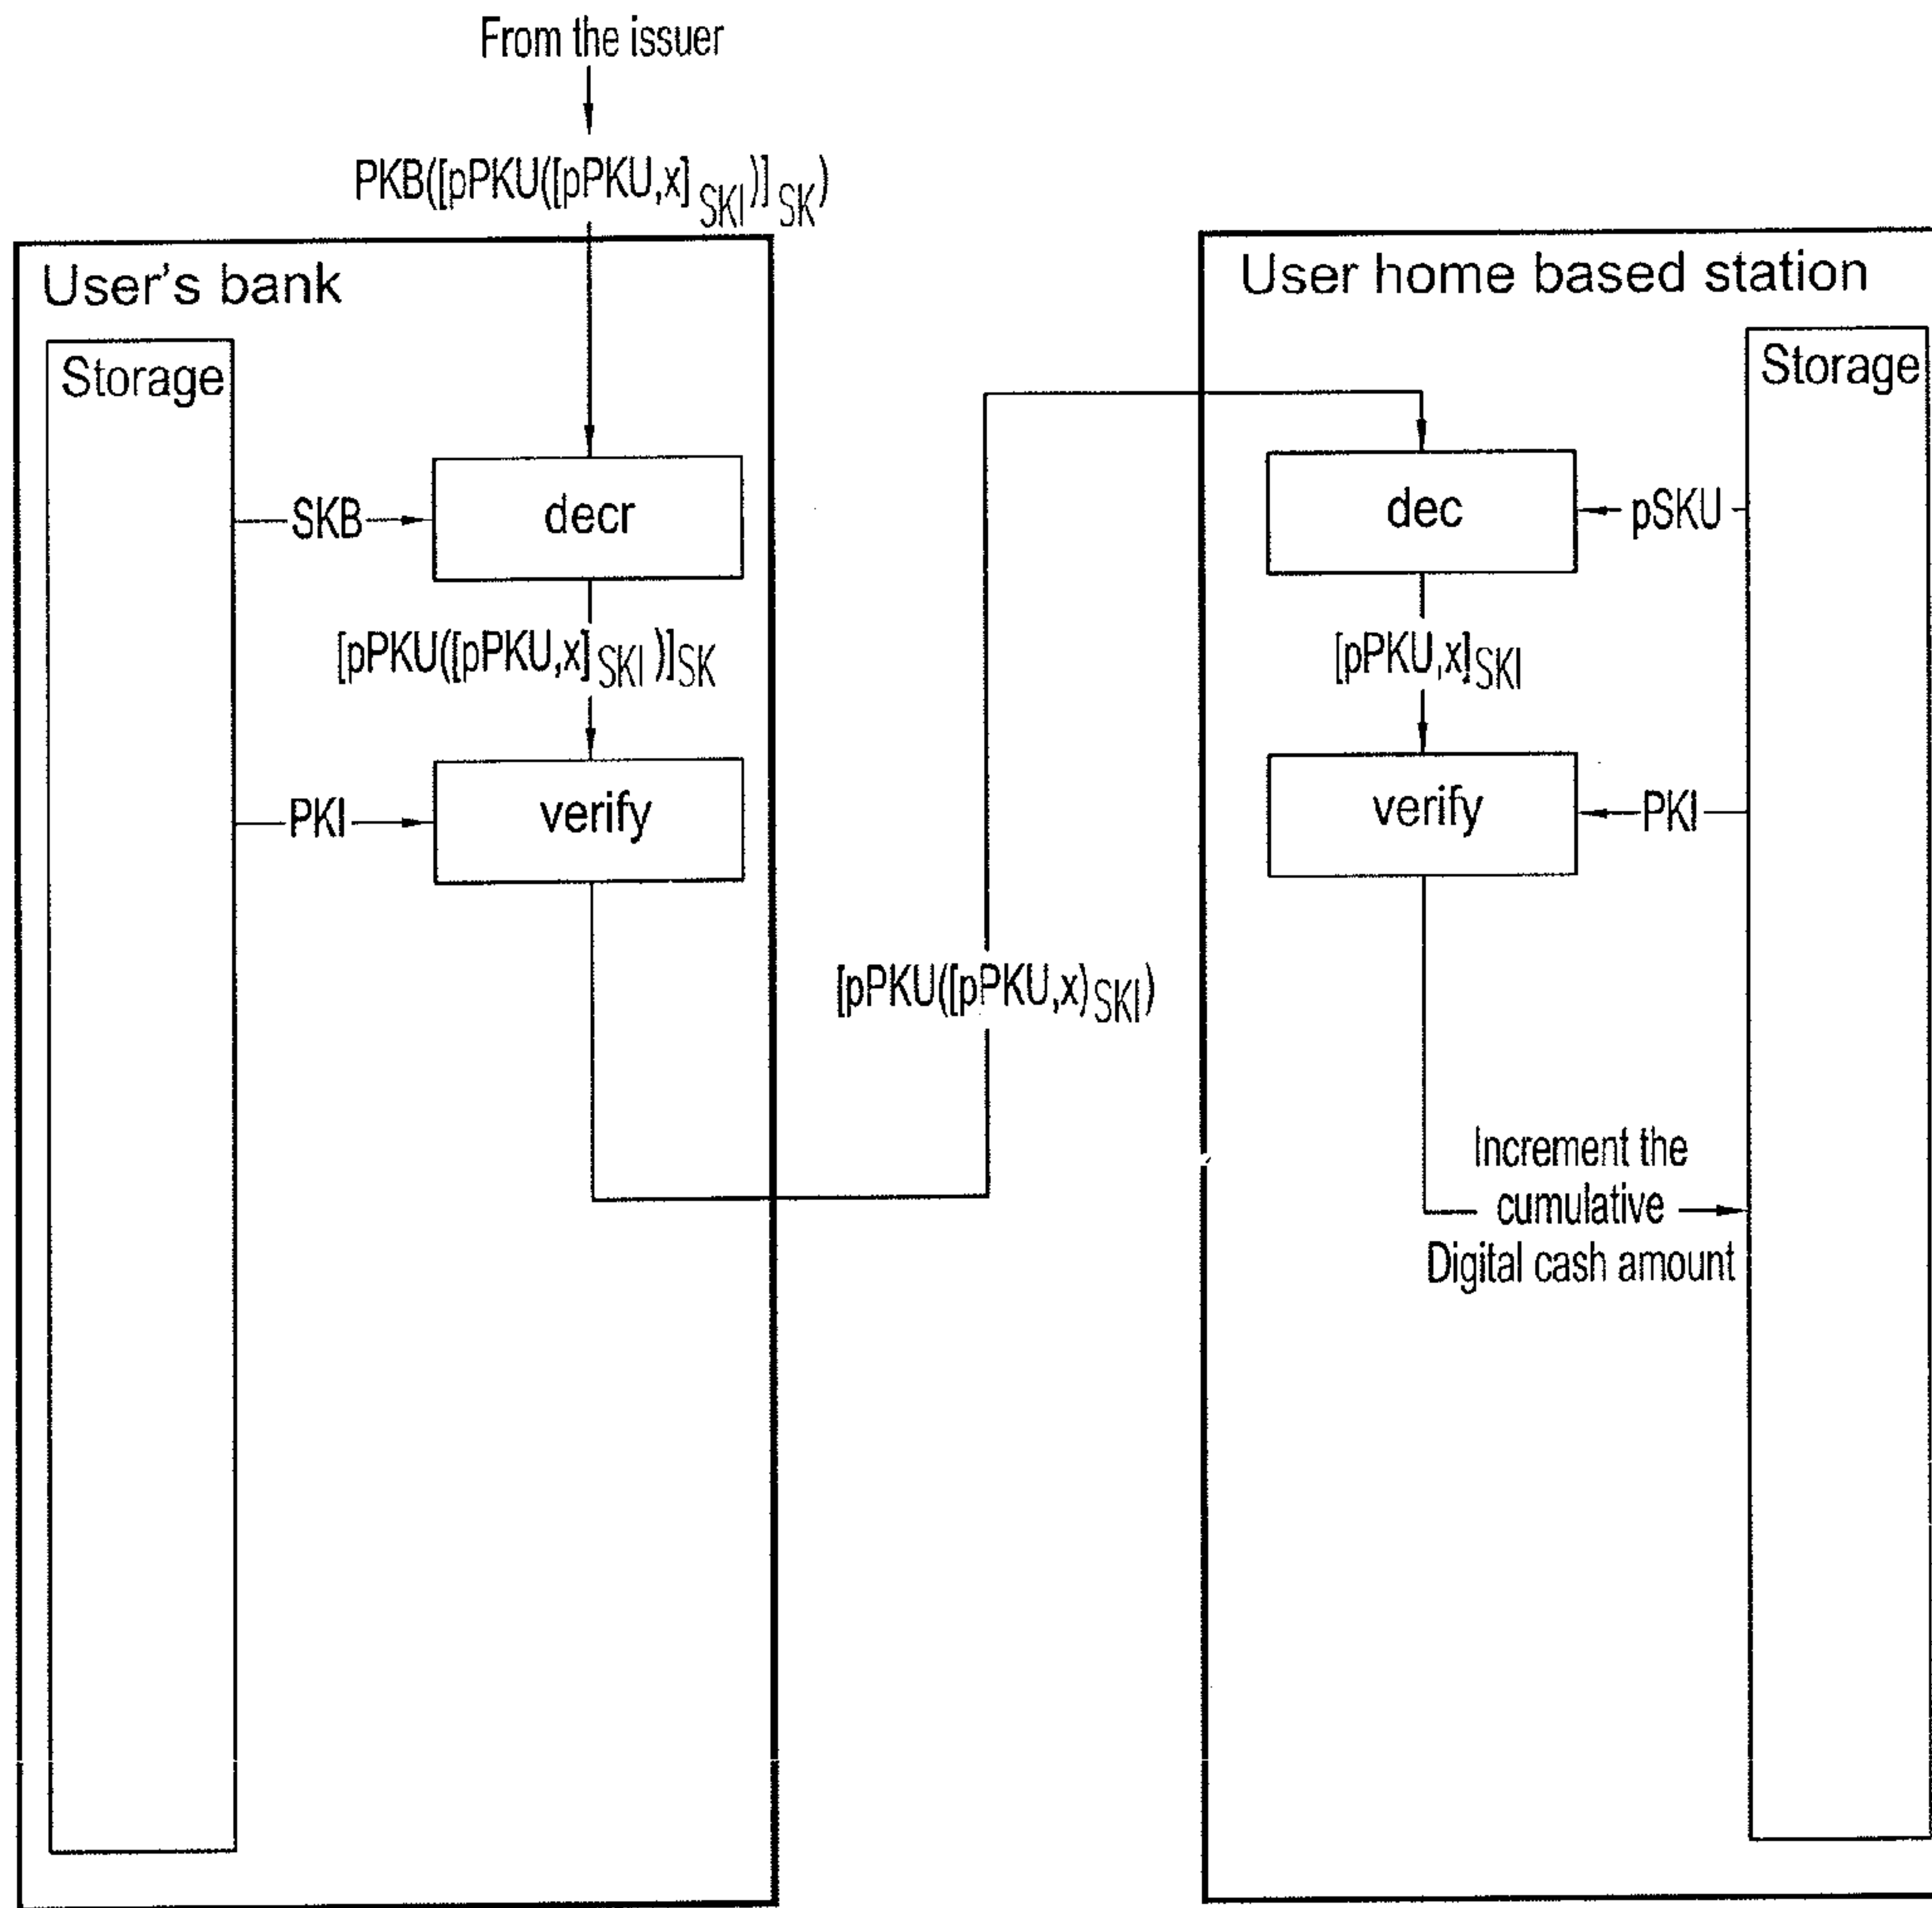 From the issuer
PKB([pPKU([pPKU,x]SKI)]SK)
User's bank
Storage
SKB
decr
[pPKU([pPKU,x]SKI)]SK
PKI
verify
[pPKU([pPKU,x)SKI)
User home based station
Storage
dec
pSKU
[pPKU,x]SKI
verify
PKI
Increment the
cumulative
Digital cash amount